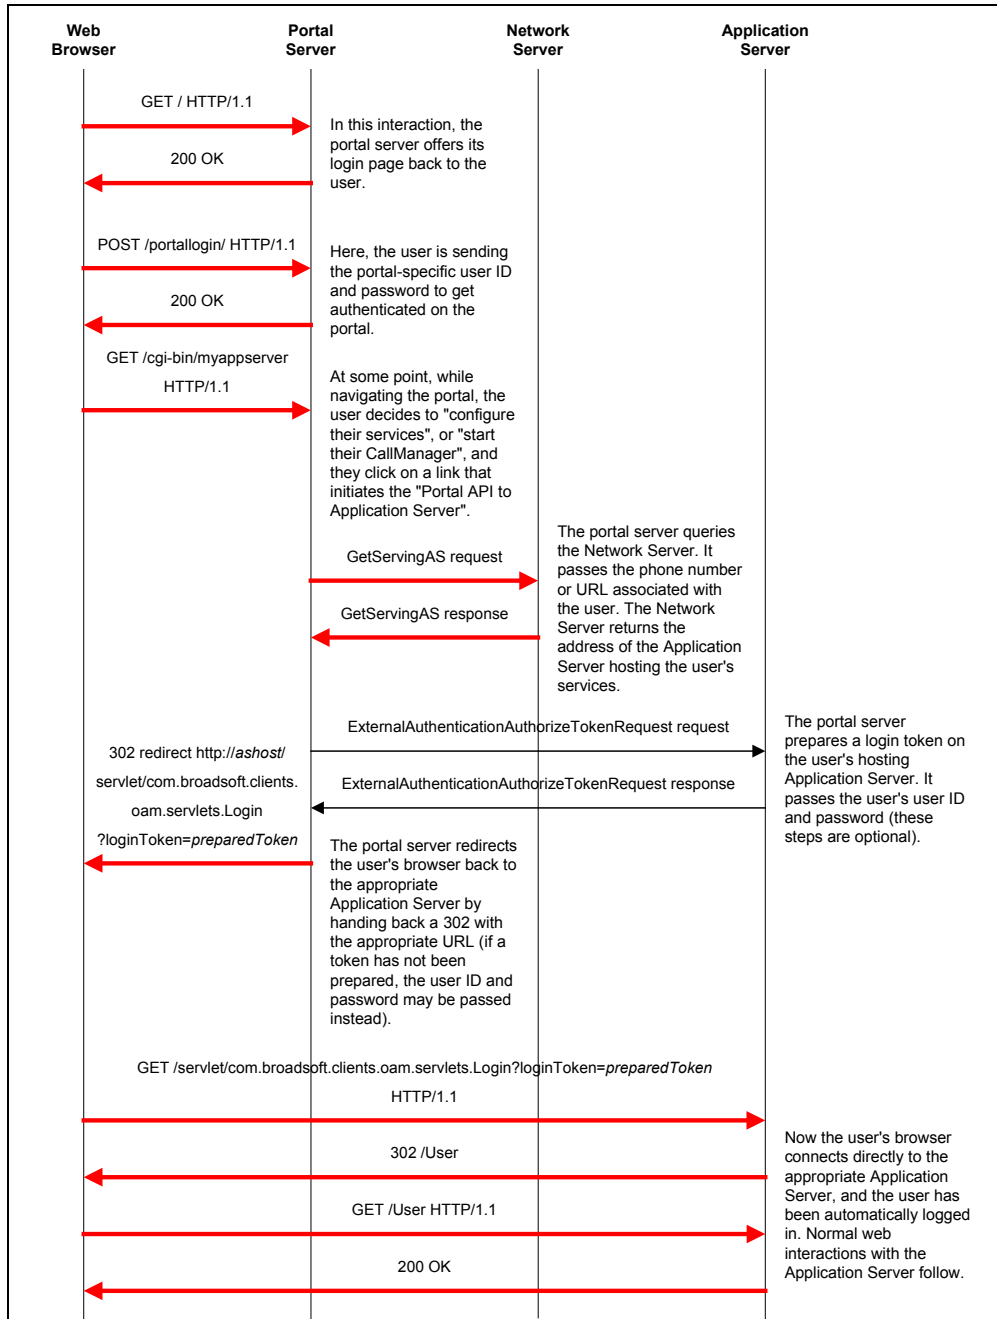 Web
Browser
Portal
Server
Network
Server
Application
Server
GET / HTTP/1.1
In this interaction, the
portal server offers its
login page back to the
user.
200 OK
POST /portallogin/ HTTP/1.1
Here, the user is sending
the portal-specific user ID
and password to get
authenticated on the
portal.
200 OK
GET /cgi-bin/myappserver
HTTP/1.1
At some point, while
navigating the portal, the
user decides to "configure
their services", or "start
their CallManager", and
they click on a link that
initiates the "Portal API to
Application Server".
GetServingAS request
GetServingAS response
The portal server queries
the Network Server. It
passes the phone number
or URL associated with
the user. The Network
Server returns the
address of the Application
Server hosting the user's
services.
ExternalAuthenticationAuthorizeTokenRequest request
ExternalAuthenticationAuthorizeTokenRequest response
The portal server
prepares a login token on
the user's hosting
Application Server. It
passes the user's user ID
and password (these
steps are optional).
302 redirect http://ashost/
servlet/com.broadsoft.clients.
oam.servlets.Login
?loginToken=preparedToken
The portal server redirects
the user's browser back to
the appropriate
Application Server by
handing back a 302 with
the appropriate URL (if a
token has not been
prepared, the user ID and
password may be passed
instead).
GET /servlet/com.broadsoft.clients.oam.servlets.Login?loginToken=preparedToken
HTTP/1.1
302 /User
GET /User HTTP/1.1
200 OK
Now the user's browser
connects directly to the
appropriate Application
Server, and the user has
been automatically logged
in. Normal web
interactions with the
Application Server follow.